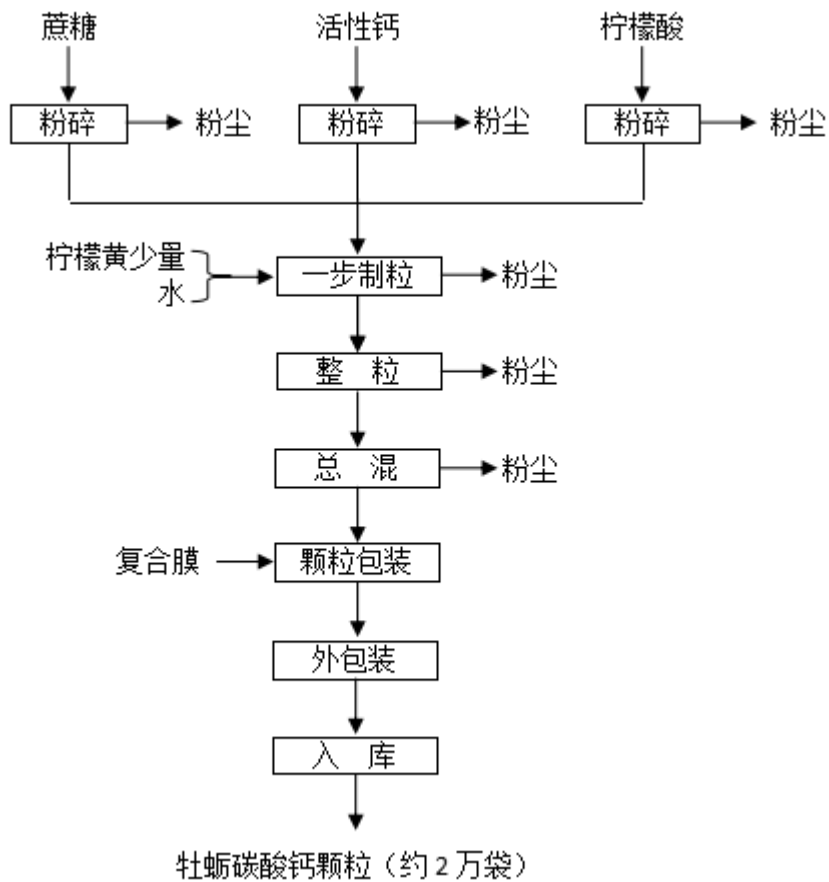 蔗糖
活性钙
柠檬酸
粉碎
粉尘
粉碎
粉尘
粉碎
粉尘
柠檬黄少量
水
一步制粒
粉尘
整 粒
粉尘
总 混
粉尘
复合膜
颗粒包装
外包装
入 库
牡蛎碳酸钙颗粒（约2万袋）